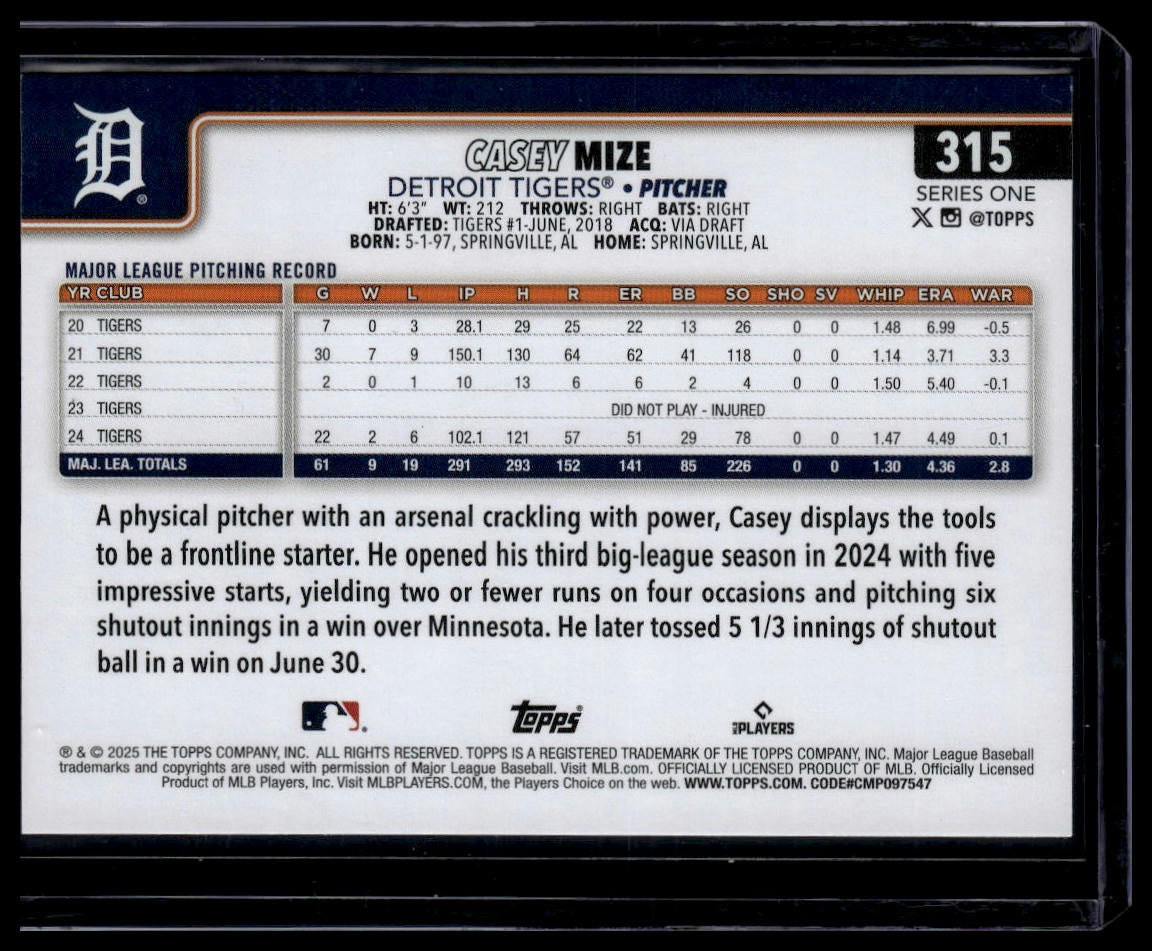 D®
CASEY MIZE
315
DETROIT TIGERS® • PITCHER
SERIES ONE
HT: 6'3" WT: 212 THROWS: RIGHT BATS: RIGHT
@TOPPS
DRAFTED: TIGERS #1-JUNE, 2018 ACQ: VIA DRAFT
BORN: 5-1-97, SPRINGVILLE, AL HOME: SPRINGVILLE, AL
MAJOR LEAGUE PITCHING RECORD
YR CLUB G W L IP H R ER BB SO SHO SV WHIP ERA WAR
20 TIGERS 7 0 3 28.1 29 25 22 13 26 0 0 1.48 6.99 -0.5
21 TIGERS 30 7 9 150.1 130 64 62 41 118 0 0 1.14 3.71 3.3
22 TIGERS 2 0 1 10 13 6 6 2 4 0 0 1.50 5.40 -0.1
23 TIGERS DID NOT PLAY - INJURED
24 TIGERS 22 2 6 102.1 121 57 51 29 78 0 0 1.47 4.49 0.1
MAJ. LEA. TOTALS 61 9 19 291 293 152 141 85 226 0 0 1.30 4.36 2.8
A physical pitcher with an arsenal crackling with power, Casey displays the tools
to be a frontline starter. He opened his third big-league season in 2024 with five
impressive starts, yielding two or fewer runs on four occasions and pitching six
shutout innings in a win over Minnesota. He later tossed 5 1/3 innings of shutout
ball in a win on June 30.
Topps®
MLB PLAYERS
® & © 2025 THE TOPPS COMPANY, INC. ALL RIGHTS RESERVED. TOPPS IS A REGISTERED TRADEMARK OF THE TOPPS COMPANY, INC. Major League Baseball
trademarks and copyrights are used with permission of Major League Baseball. Visit MLB.com. OFFICIALLY LICENSED PRODUCT OF MLB. Officially Licensed
Product of MLB Players, Inc. Visit MLBPLAYERS.COM, the Players Choice on the web. WWW.TOPPS.COM. CODE#CMP097547